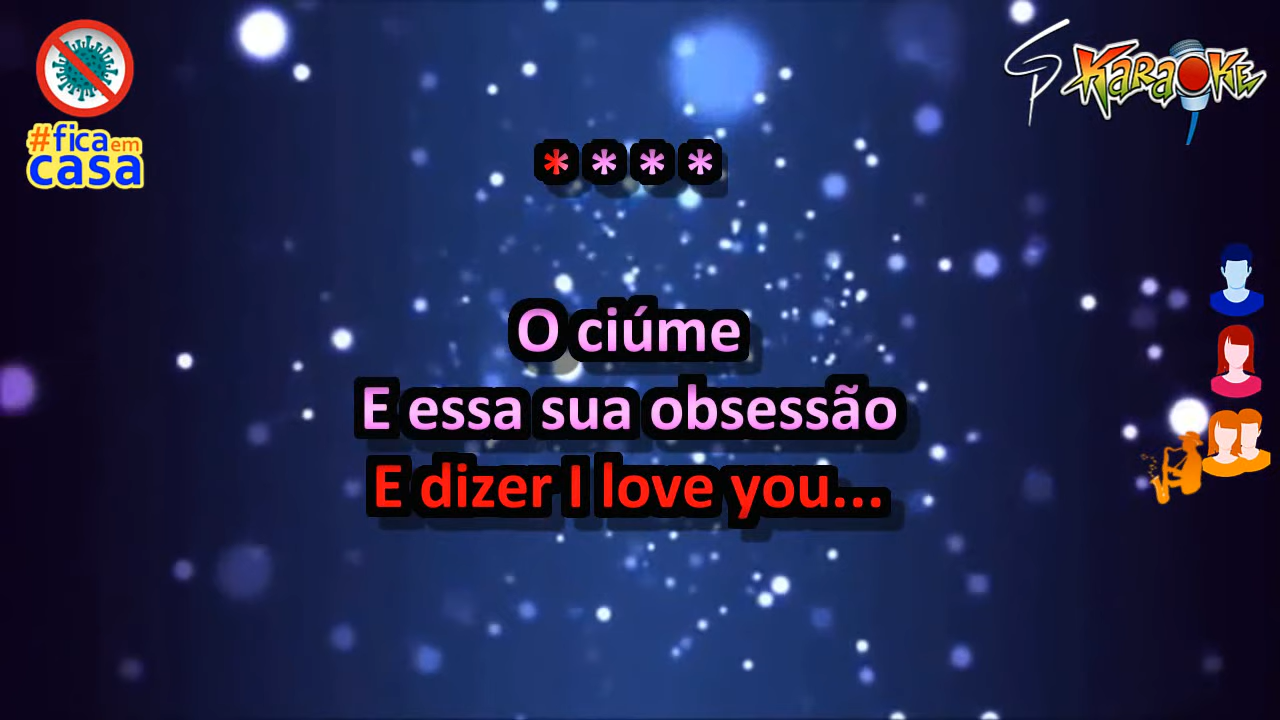 #fica em
casa
Karaoke
* * * *
O ciúme
E essa sua obsessão
E dizer I love you...